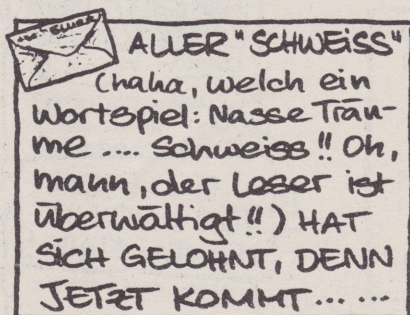 ALLER "SCHWEISS"
(haha, welch ein
Wortspiel: Nasse Träu-
me .... Schweiss!! Oh,
mann, der Leser ist
überwältigt!!) HAT
SICH GELOHNT, DENN
JETZT KOMMT......